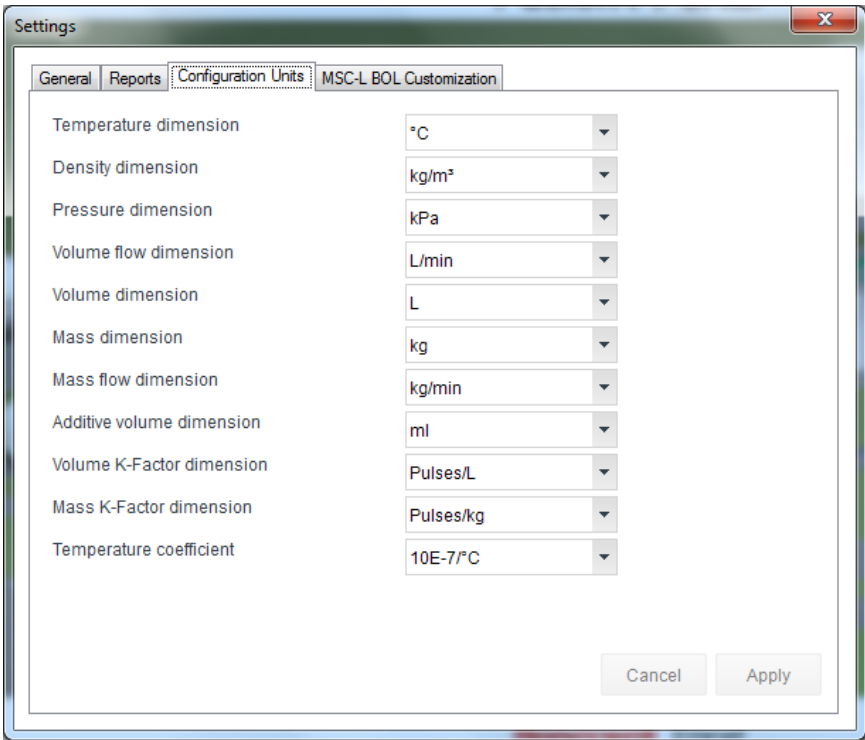 Settings
General Reports Configuration Units MSC-L BOL Customization
Temperature dimension °C
Density dimension kg/m³
Pressure dimension kPa
Volume flow dimension L/min
Volume dimension L
Mass dimension kg
Mass flow dimension kg/min
Additive volume dimension ml
Volume K-Factor dimension Pulses/L
Mass K-Factor dimension Pulses/kg
Temperature coefficient 10E-7/°C
Cancel Apply